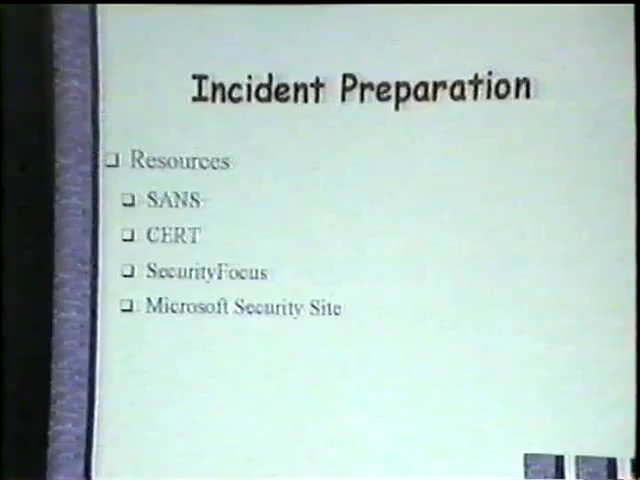 Incident Preparation
Resources
SANS
CERT
SecurityFocus
Microsoft Security Site